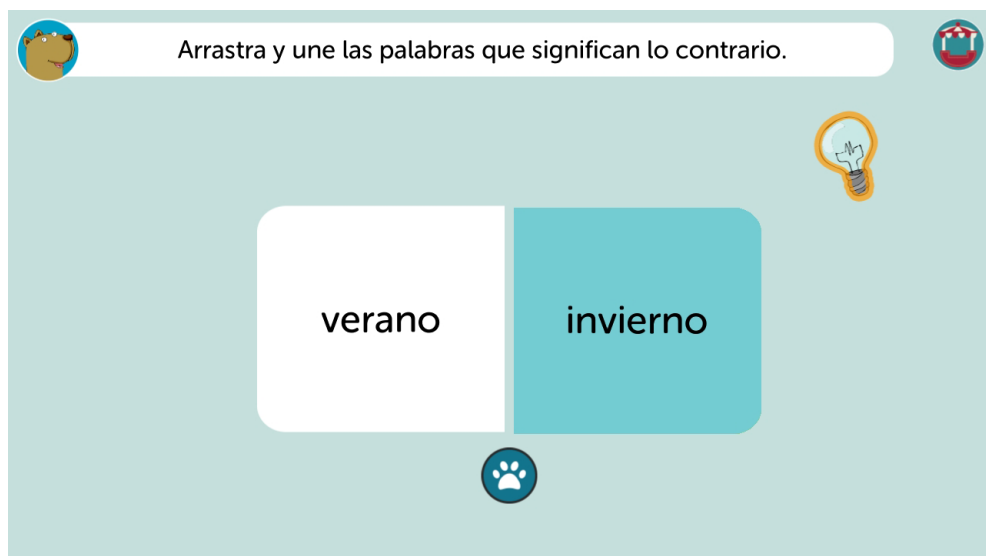 Arrastra y une las palabras que significan lo contrario.
verano
invierno